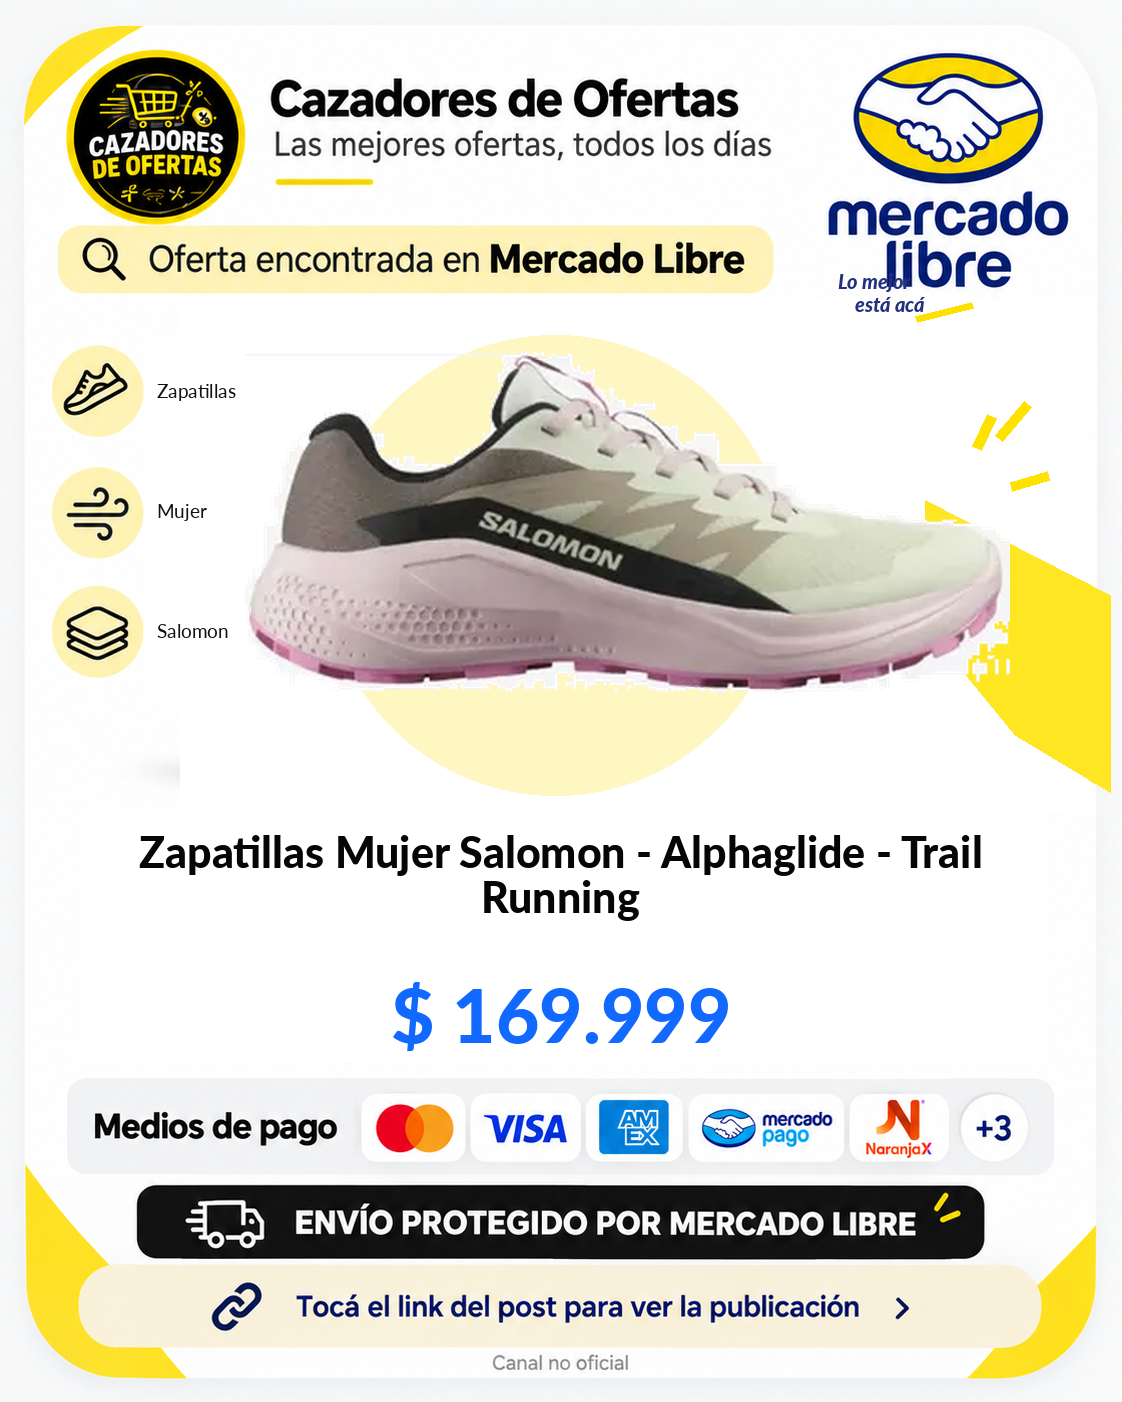 CAZADORES
DE OFERTAS
Cazadores de Ofertas
Las mejores ofertas, todos los días
mercado
libre
Lo mejor
está acá
Oferta encontrada en Mercado Libre
Zapatillas
Mujer
Salomon
SALOMON
Zapatillas Mujer Salomon - Alphaglide - Trail
Running
$ 169.999
Medios de pago
VISA
AM
EX
mercado
pago
NaranjaX
+3
ENVÍO PROTEGIDO POR MERCADO LIBRE
Tocá el link del post para ver la publicación
Canal no oficial